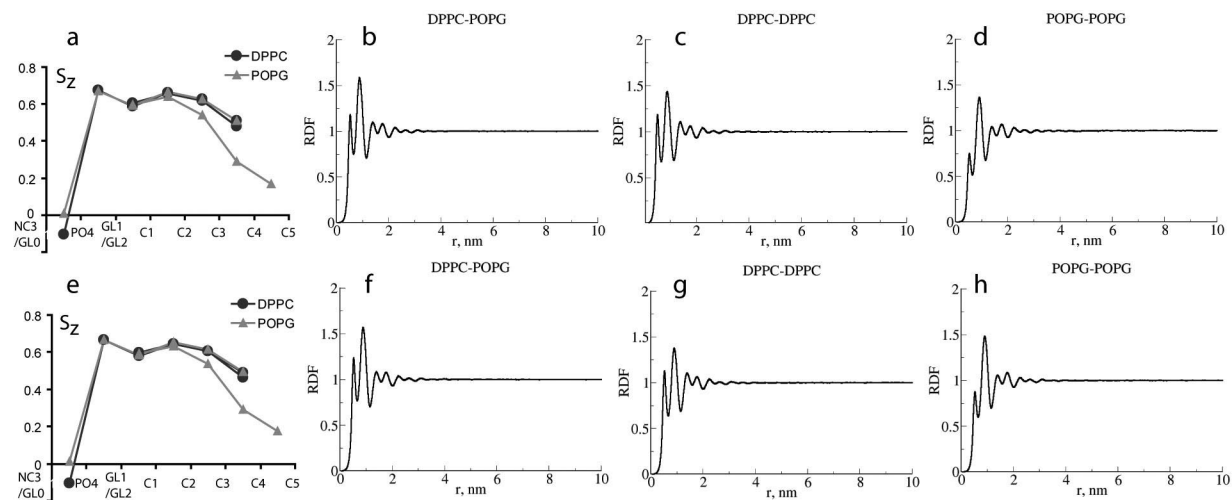 a
S_z
DPPC
POPG
0.8
0.6
0.4
0.2
0
NC3
/GL0
PO4
GL1
/GL2
C1
C2
C3
C4
C5
b
DPPC-POPG
RDF
2
1.5
1
0.5
0
0 2 4 6 8 10
r, nm
c
DPPC-DPPC
RDF
2
1.5
1
0.5
0 2 4 6 8 10
r, nm
d
POPG-POPG
RDF
2
1.5
1
0.5
0
0 2 4 6 8 10
r, nm
e
S_z
DPPC
POPG
0.8
0.6
0.4
0.2
0
NC3
/GL0
PO4
GL1
/GL2
C1
C2
C3
C4
C5
f
DPPC-POPG
RDF
2
1.5
1
0.5
0
0 2 4 6 8 10
r, nm
g
DPPC-DPPC
RDF
2
1.5
1
0.5
0
0 2 4 6 8 10
r, nm
h
POPG-POPG
RDF
2
1.5
1
0.5
0
0 2 4 6 8 10
r, nm